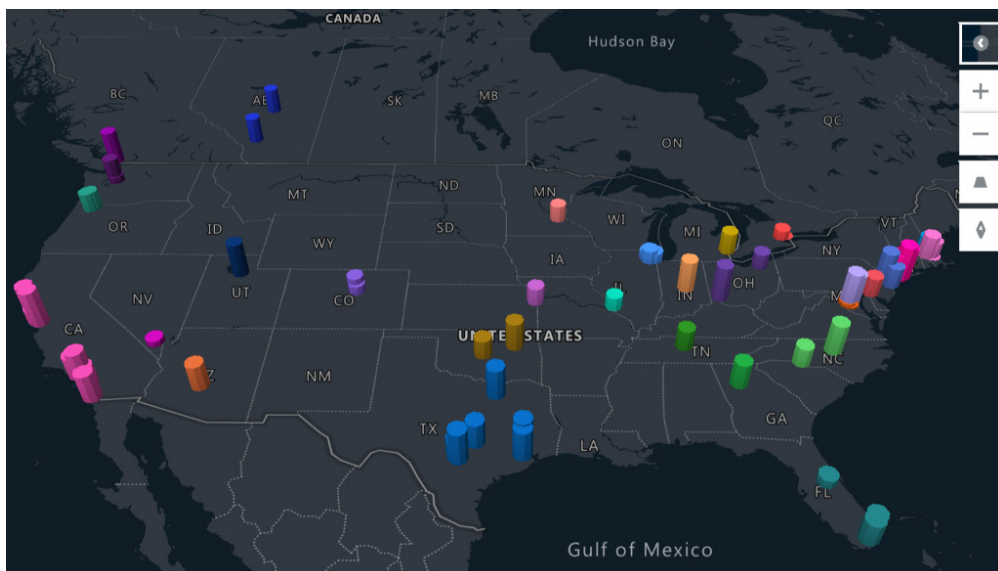 CANADA
Hudson Bay
BC
AB
SK
MB
QC
ON
MT
ND
MN
OR
ID
SD
WI
MI
VT
WY
NY
IA
NV
UT
CO
IL
IN
OH
CA
UNITED STATES
TN
NC
NM
GA
TX
LA
FL
Gulf of Mexico